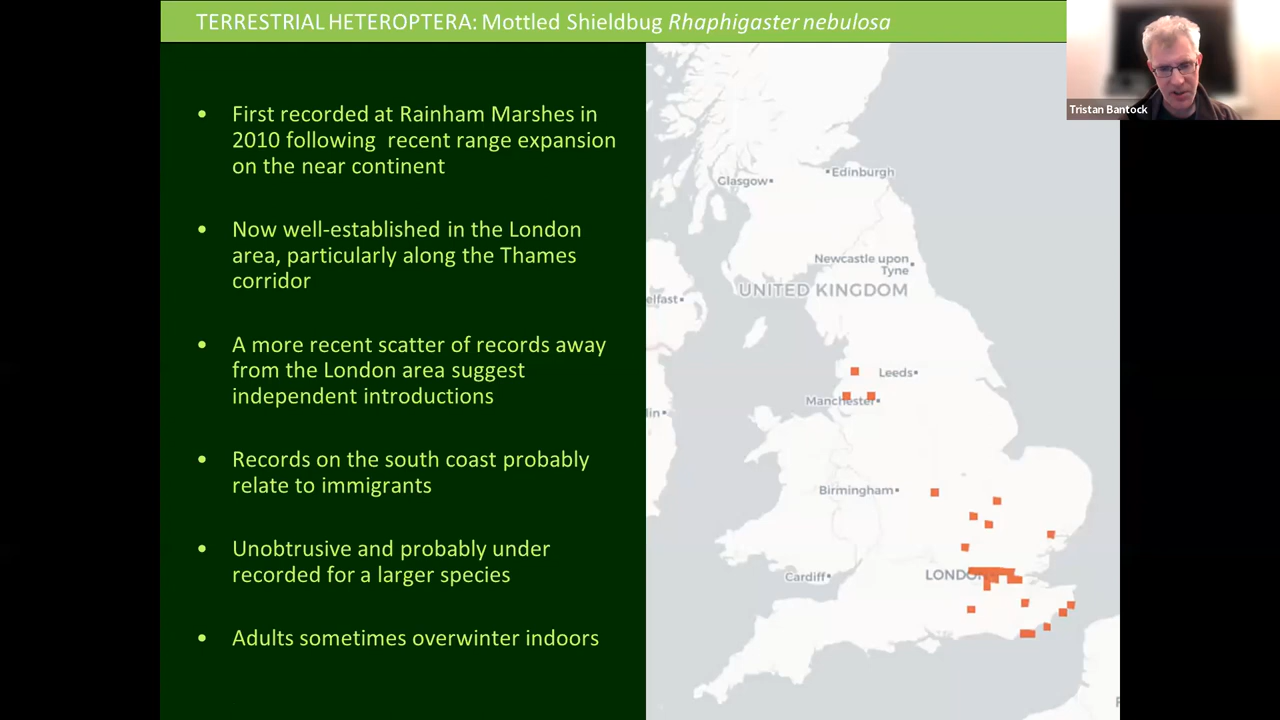 TERRESTRIAL HETEROPTERA: Mottled Shieldbug Rhaphigaster nebulosa
Tristan Bantock
• First recorded at Rainham Marshes in
2010 following recent range expansion
on the near continent
• Now well-established in the London
area, particularly along the Thames
corridor
• A more recent scatter of records away
from the London area suggest
independent introductions
• Records on the south coast probably
relate to immigrants
• Unobtrusive and probably under
recorded for a larger species
• Adults sometimes overwinter indoors
Edinburgh
Glasgow
Newcastle upon
Tyne
UNITED KINGDOM
elfast
Leeds
Manchester
lin
Birmingham
Cardiff
LONDON